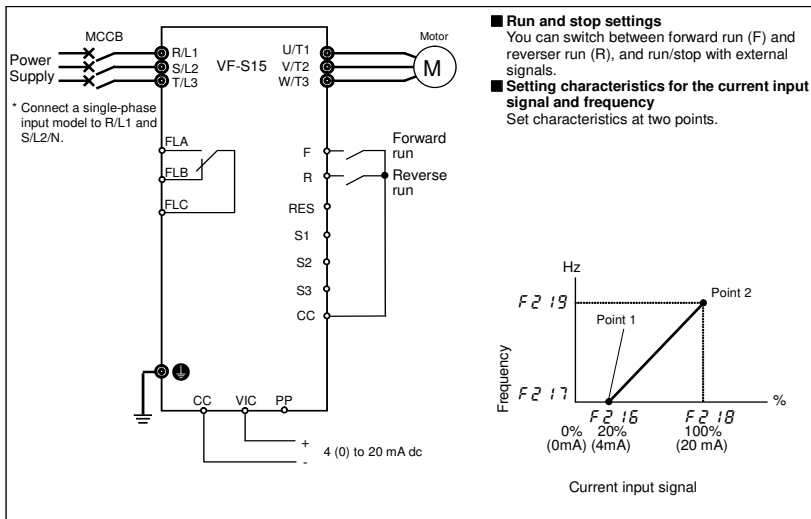 MCCB
Power
Supply
R/L1
S/L2
T/L3
VF-S15
U/T1
V/T2
W/T3
Motor
M
* Connect a single-phase
input model to R/L1 and
S/L2/N.
FLA
FLB
FLC
F
R
RES
S1
S2
S3
CC
Forward
run
Reverse
run
CC
VIC
PP
+
-
4 (0) to 20 mA dc
■ Run and stop settings
You can switch between forward run (F) and
reverser run (R), and run/stop with external
signals.
■ Setting characteristics for the current input
signal and frequency
Set characteristics at two points.
Hz
F219
Point 2
Point 1
Frequency
F217
%
F216
F218
0% 20% 100%
(0mA) (4mA) (20 mA)
Current input signal